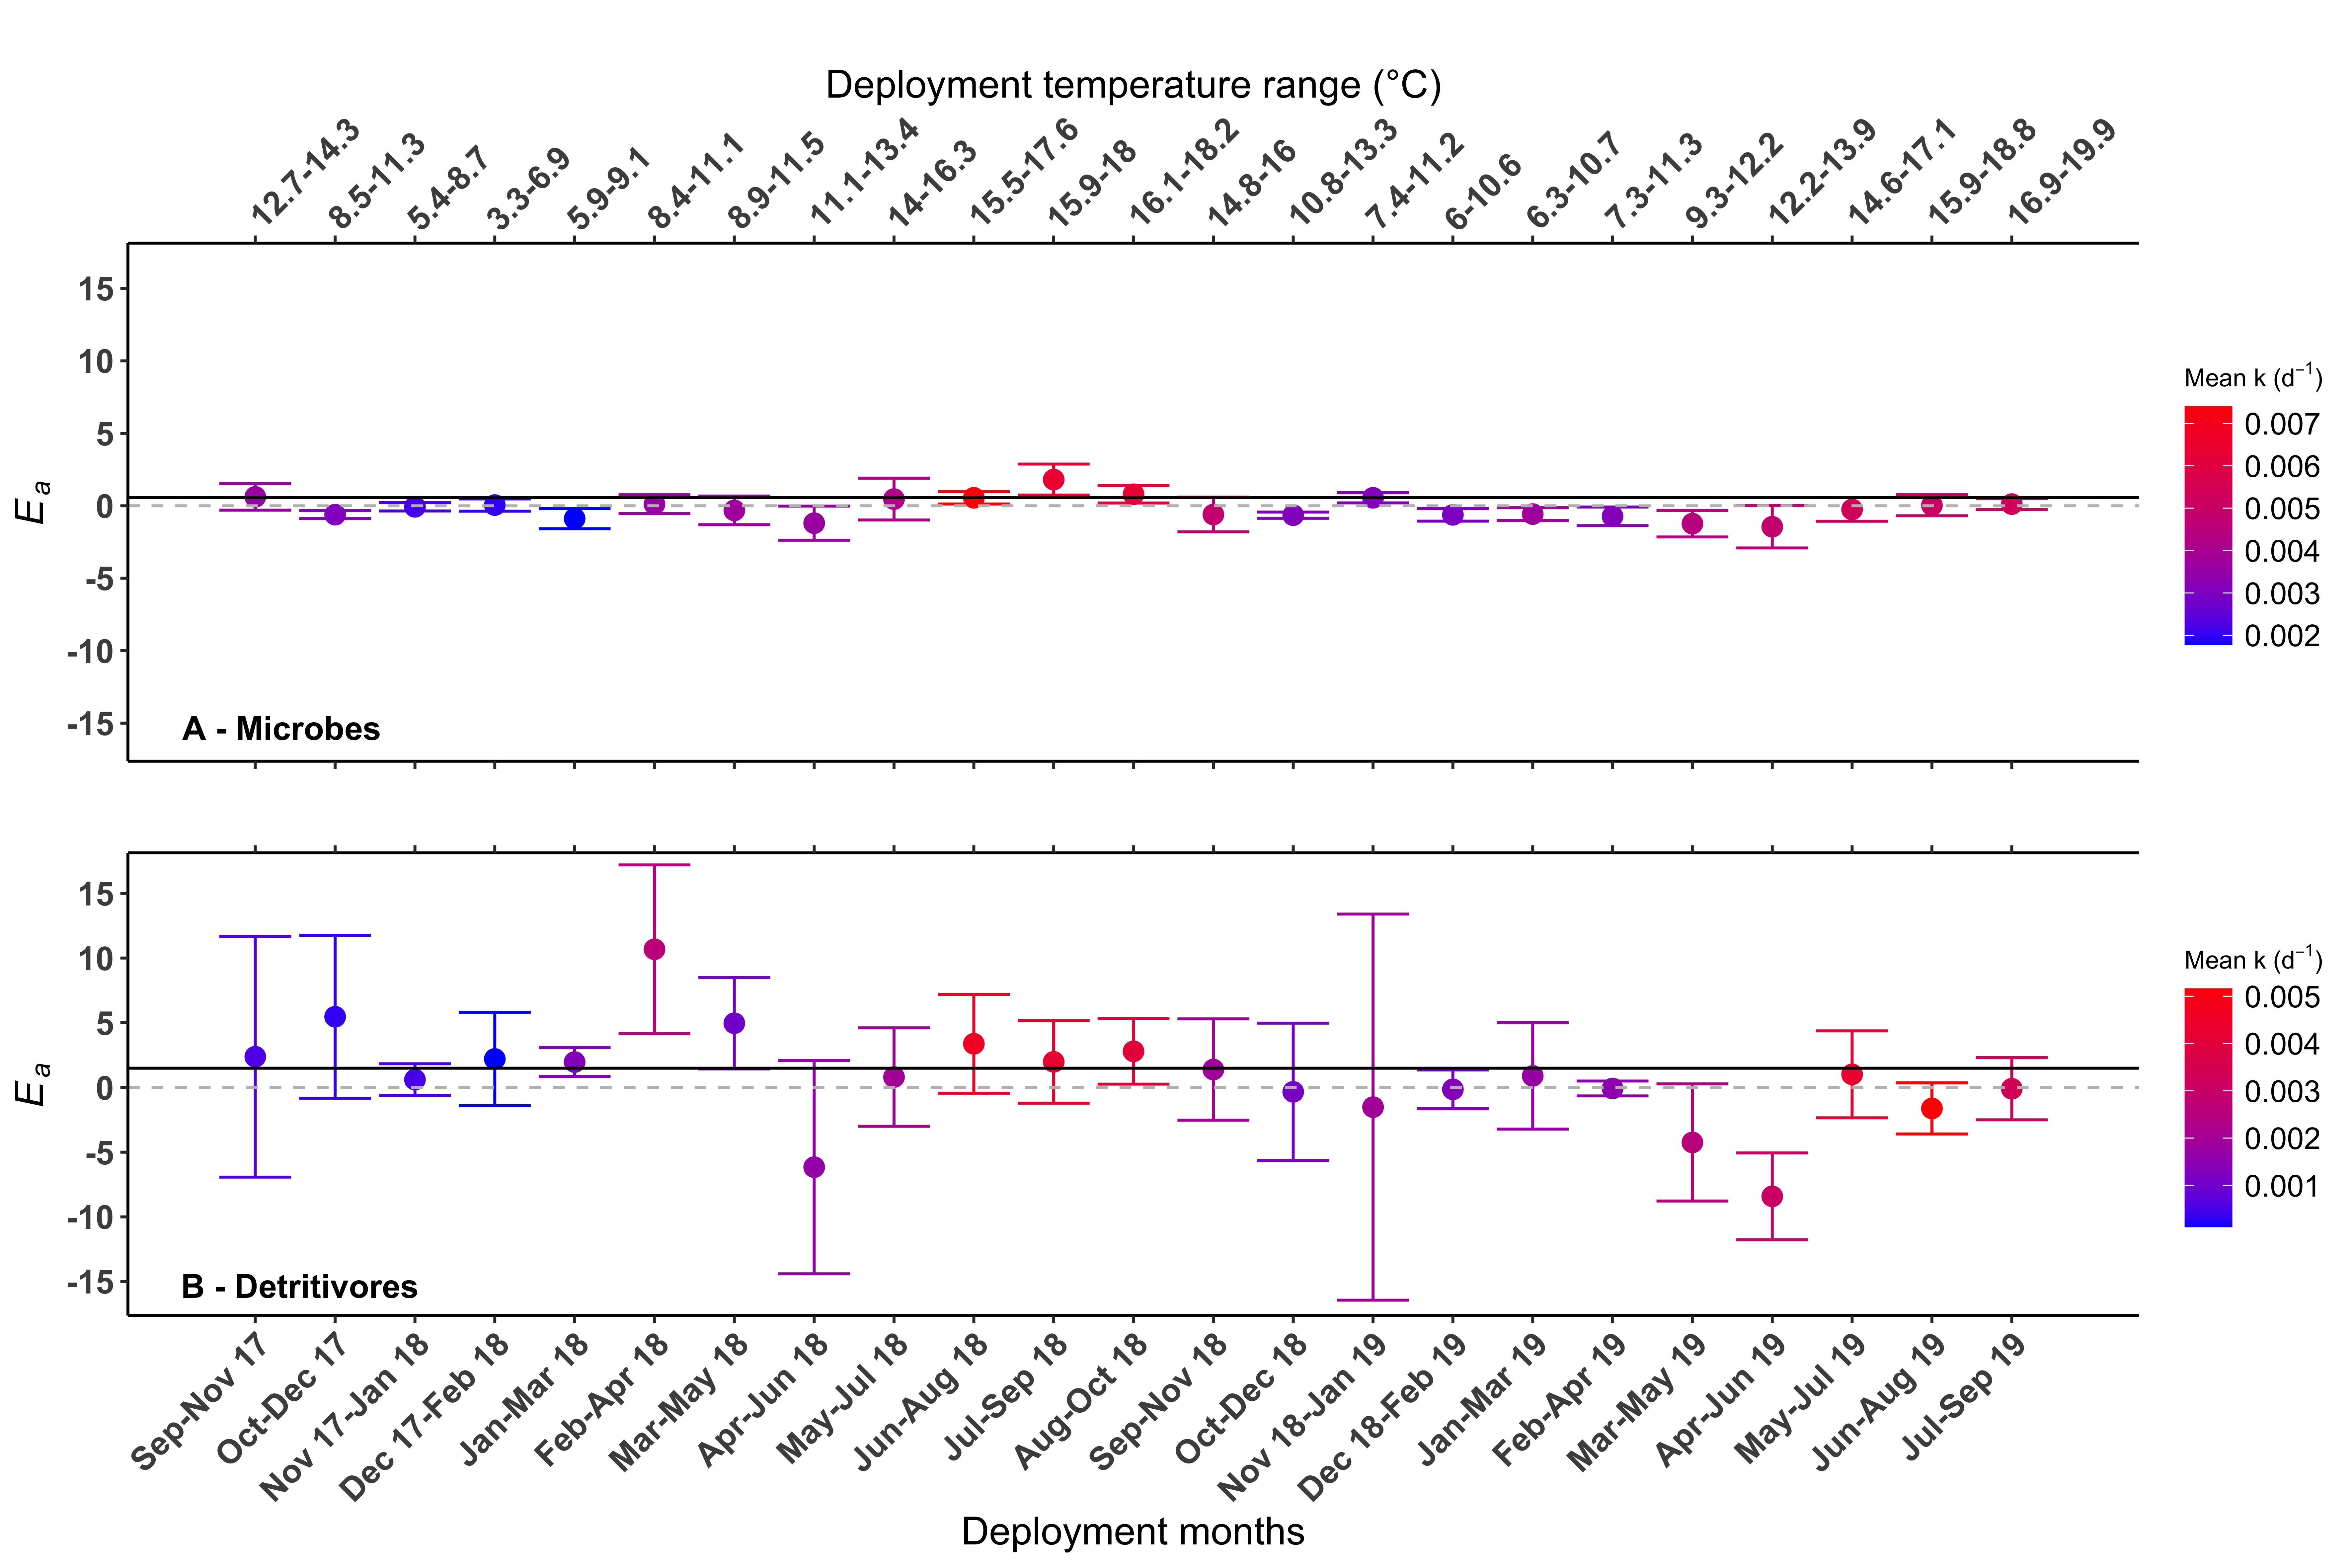 Deployment temperature range (°C)
12.7-14.3
8.5-11.3
5.4-8.7
3.3-6.9
5.9-9.1
8.4-11.1
8.9-11.5
11.1-13.4
14-16.3
15.5-17.6
15.9-18
16.1-18.2
14.8-16
10.8-13.3
7.4-11.2
6-10.6
6.3-10.7
7.3-11.3
9.3-12.2
12.2-13.9
14.6-17.1
15.9-18.8
16.9-19.9
15
10
5
0
-5
-10
-15
Ea
A - Microbes
Mean k (d⁻¹)
0.007
0.006
0.005
0.004
0.003
0.002
15
10
5
0
-5
-10
-15
Ea
B - Detritivores
Mean k (d⁻¹)
0.005
0.004
0.003
0.002
0.001
Sep-Nov 17
Oct-Dec 17
Nov 17-Jan 18
Dec 17-Feb 18
Jan-Mar 18
Feb-Apr 18
Mar-May 18
Apr-Jun 18
May-Jul 18
Jun-Aug 18
Jul-Sep 18
Aug-Oct 18
Sep-Nov 18
Oct-Dec 18
Nov 18-Jan 19
Dec 18-Feb 19
Jan-Mar 19
Feb-Apr 19
Mar-May 19
Apr-Jun 19
May-Jul 19
Jun-Aug 19
Jul-Sep 19
Deployment months